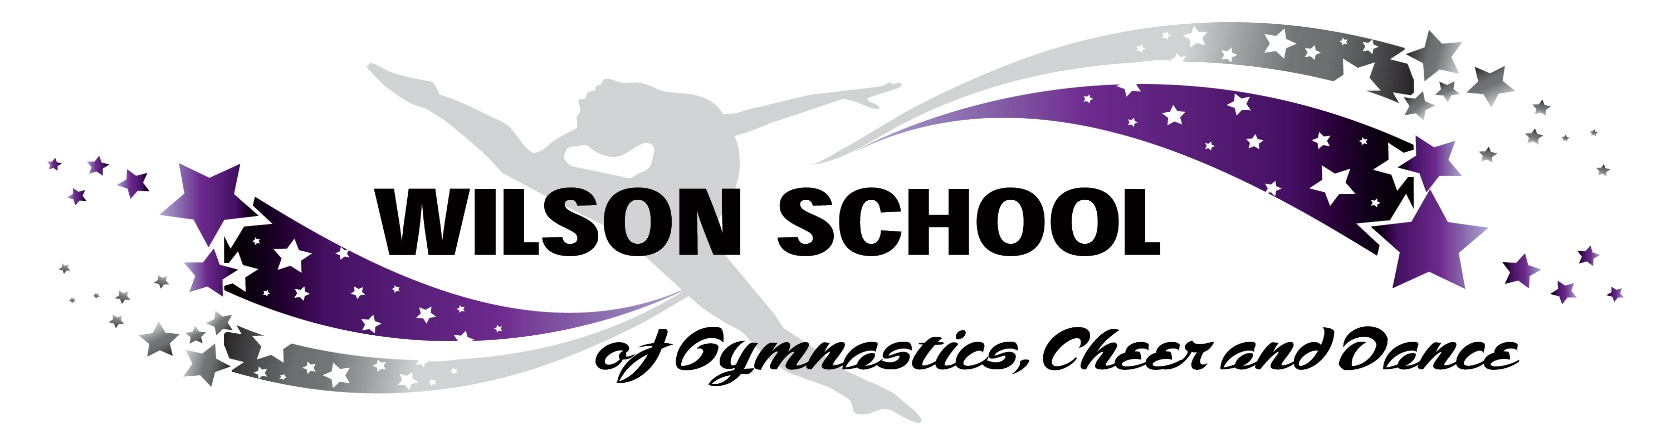 WILSON SCHOOL
of Gymnastics, Cheer and Dance